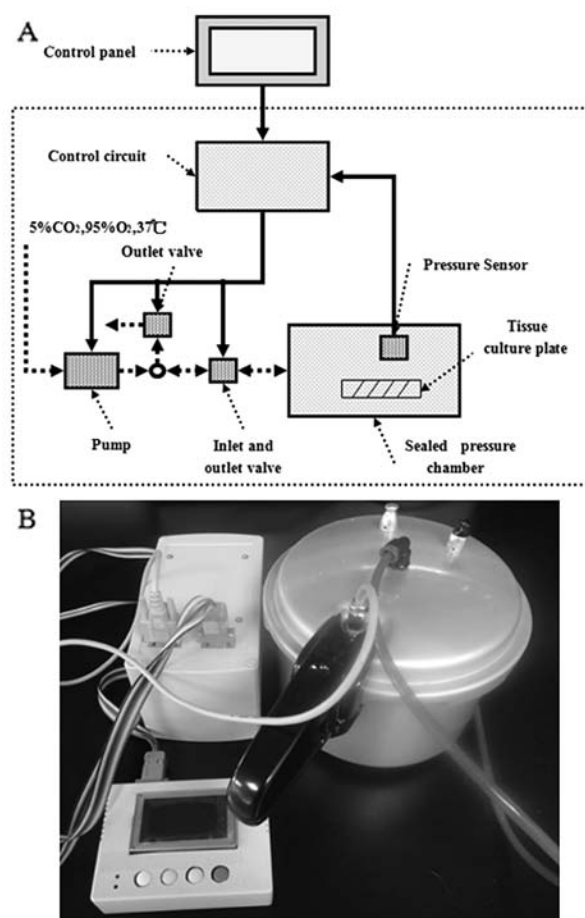 A
Control panel
Control circuit
5%CO₂,95%O₂,37℃
Outlet valve
Pressure Sensor
Tissue
culture plate
Pump
Inlet and
outlet valve
Sealed pressure
chamber
B